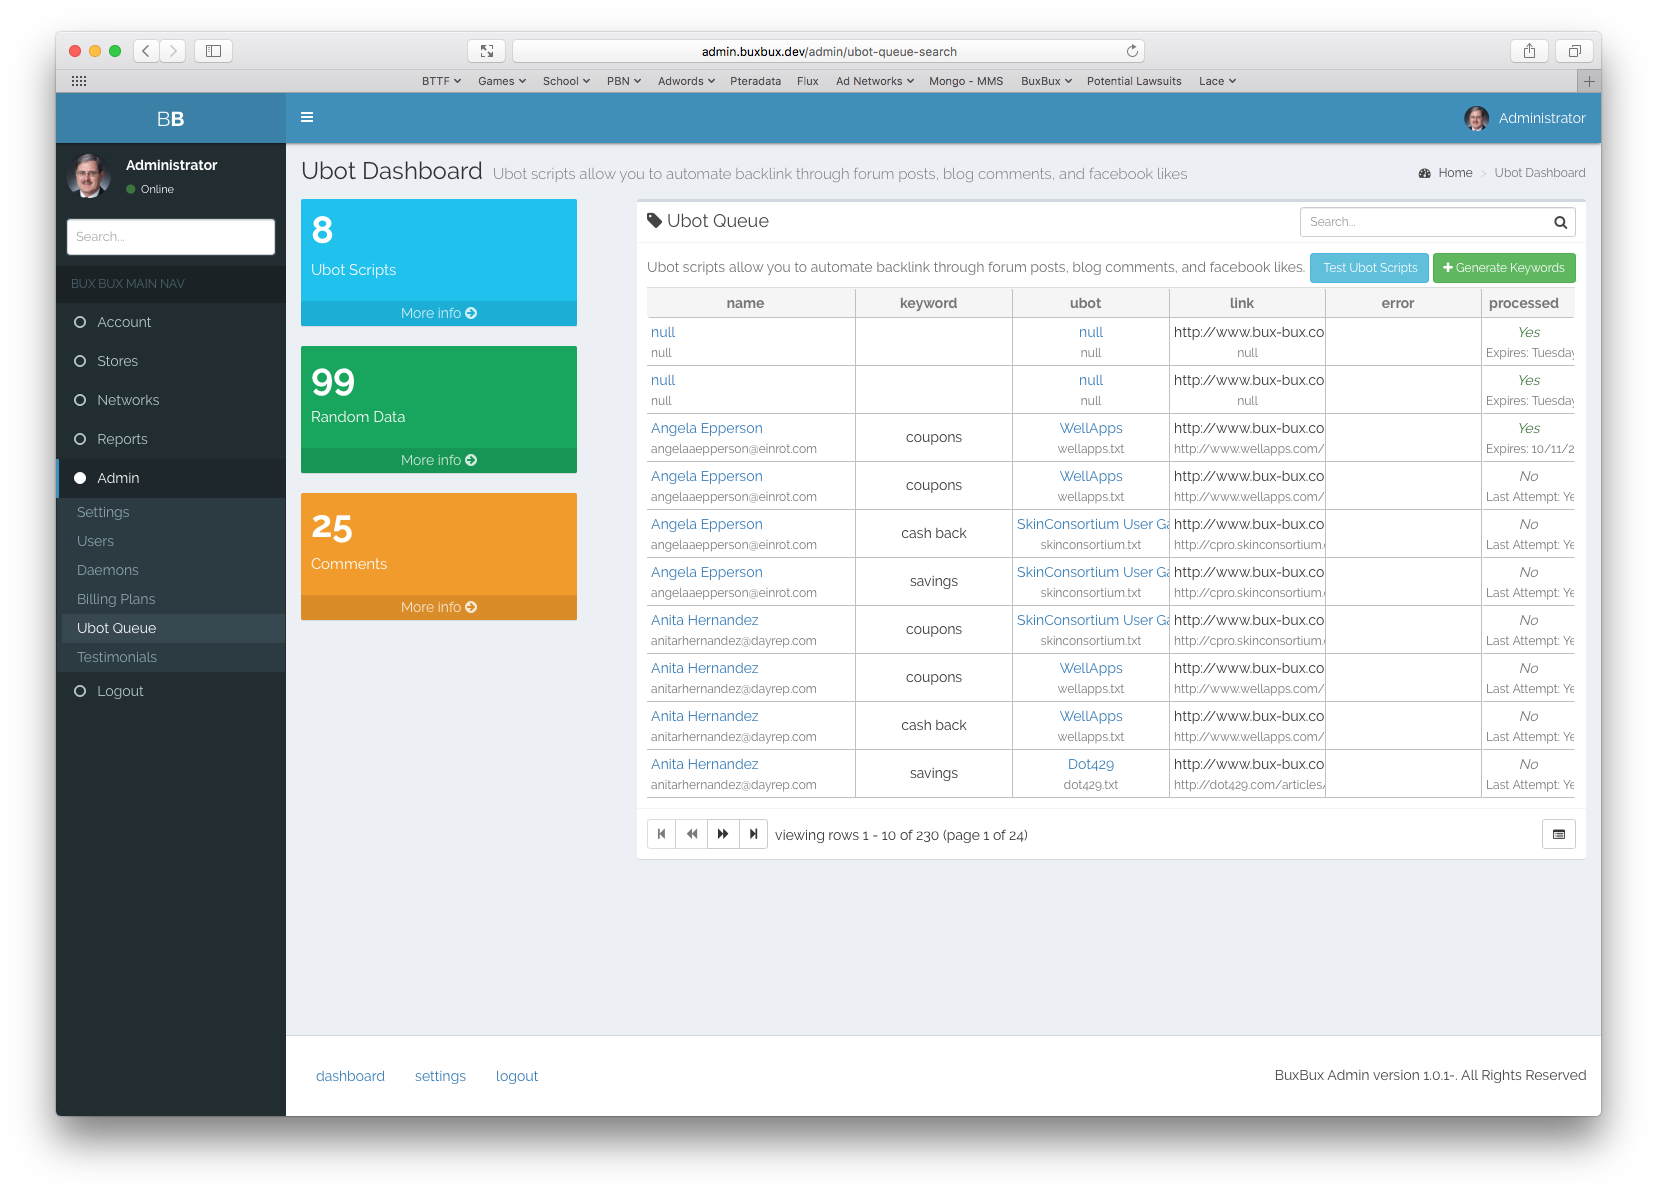 admin.buxbux.dev/admin/ubot-queue-search
BTTF Games School PBN Adwords Pteradata Flux Ad Networks Mongo - MMS BuxBux Potential Lawsuits Lace
BB
Administrator
Administrator
Online
Search...
BUX BUX MAIN NAV
Account
Stores
Networks
Reports
Admin
Settings
Users
Daemons
Billing Plans
Ubot Queue
Testimonials
Logout
Ubot Dashboard Ubot scripts allow you to automate backlink through forum posts, blog comments, and facebook likes
Home > Ubot Dashboard
8
Ubot Scripts
More info
99
Random Data
More info
25
Comments
More info
Ubot Queue
Search...
Ubot scripts allow you to automate backlink through forum posts, blog comments, and facebook likes.
Test Ubot Scripts
Generate Keywords
name keyword ubot link error processed
null null http://www.bux-bux.co Yes
null null null Expires: Tuesday
null null http://www.bux-bux.co Yes
null null null Expires: Tuesday
Angela Epperson coupons WellApps http://www.bux-bux.co Yes
angelaaepperson@einrot.com wellapps.txt http://www.wellapps.com/ Expires: 10/11/2
Angela Epperson coupons WellApps http://www.bux-bux.co No
angelaaepperson@einrot.com wellapps.txt http://www.wellapps.com/ Last Attempt: Ye
Angela Epperson cash back SkinConsortium User Ga http://www.bux-bux.co No
angelaaepperson@einrot.com skinconsortium.txt http://cpro.skinconsortium. Last Attempt: Ye
Angela Epperson savings SkinConsortium User Ga http://www.bux-bux.co No
angelaaepperson@einrot.com skinconsortium.txt http://cpro.skinconsortium. Last Attempt: Ye
Anita Hernandez coupons SkinConsortium User Ga http://www.bux-bux.co No
anitarhernandez@dayrep.com skinconsortium.txt http://cpro.skinconsortium. Last Attempt: Ye
Anita Hernandez coupons WellApps http://www.bux-bux.co No
anitarhernandez@dayrep.com wellapps.txt http://www.wellapps.com/ Last Attempt: Ye
Anita Hernandez cash back WellApps http://www.bux-bux.co No
anitarhernandez@dayrep.com wellapps.txt http://www.wellapps.com/ Last Attempt: Ye
Anita Hernandez savings Dot429 http://www.bux-bux.co No
anitarhernandez@dayrep.com dot429.txt http://dot429.com/articles/ Last Attempt: Ye
viewing rows 1 - 10 of 230 (page 1 of 24)
dashboard settings logout
BuxBux Admin version 1.0.1-. All Rights Reserved